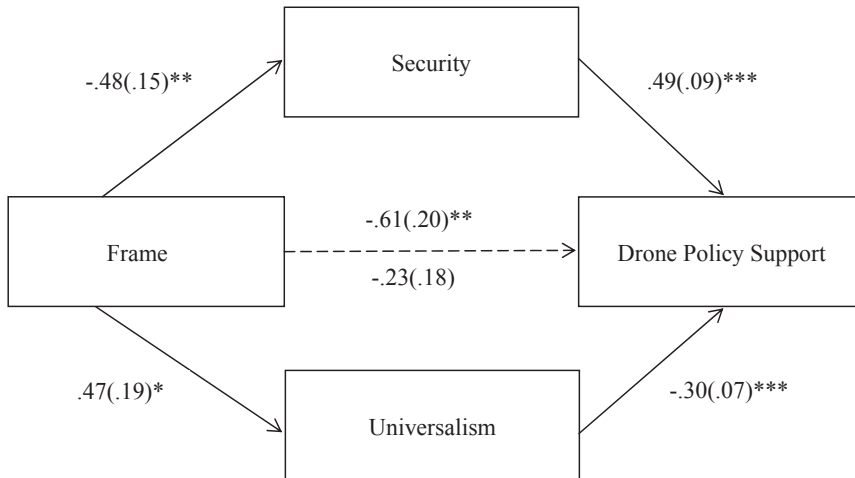 Security
-.48(.15)**
.49(.09)***
Frame
-.61(.20)**
-.23(.18)
Drone Policy Support
.47(.19)*
-.30(.07)***
Universalism